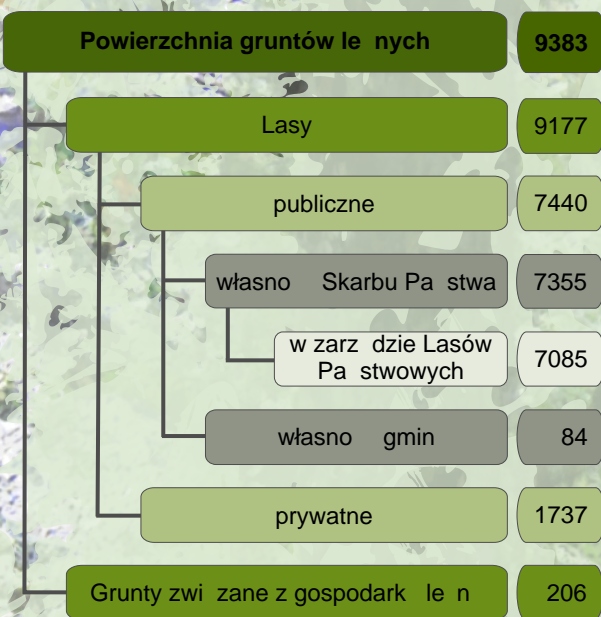 Powierzchnia gruntów le nych 9383
Lasy 9177
publiczne 7440
własno Skarbu Pa stwa 7355
w zarz dzie Lasów
Pa stwowych 7085
własno gmin 84
prywatne 1737
Grunty zwi zane z gospodark le n 206